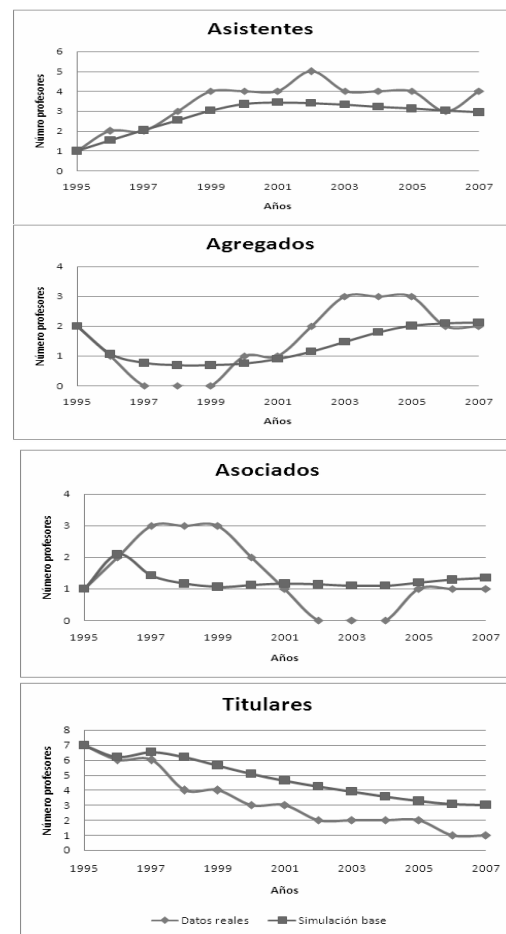 Asistentes
Númro profesores
6
5
4
3
2
1
0
1995 1997 1999 2001 2003 2005 2007
Años
Agregados
Número profesores
4
3
2
1
0
1995 1997 1999 2001 2003 2005 2007
Años
Asociados
Número profesores
4
3
2
1
0
1995 1997 1999 2001 2003 2005 2007
Años
Titulares
Número profesores
8
7
6
5
4
3
2
1
0
1995 1997 1999 2001 2003 2005 2007
Años
Datos reales Simulación base